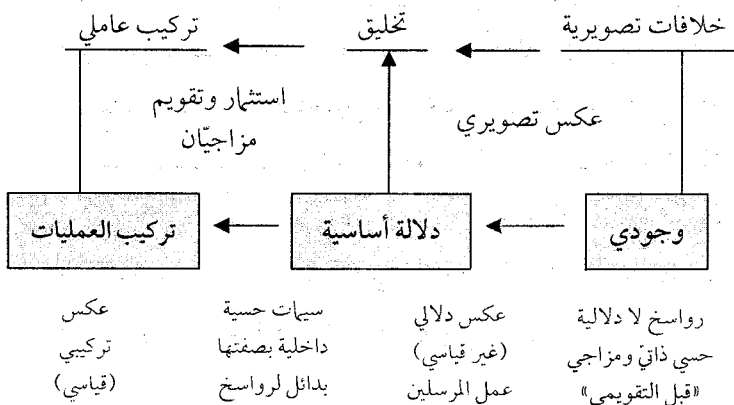 خلافات تصويرية
تخليق
تركيب عاملي
عكس تصويري
استثمار وتقويم
مزاجيّان
وجودي
دلالة أساسية
تركيب العمليات
رواسخ لا دلالية
حسي ذاتيّ ومزاجي
«قبل التقويمي»
عكس دلالي
(غير قياسي)
عمل المرسلين
سيمات حسية
داخلية بصفتها
بدائل لرواسخ
عكس
تركيبي
(قياسي)